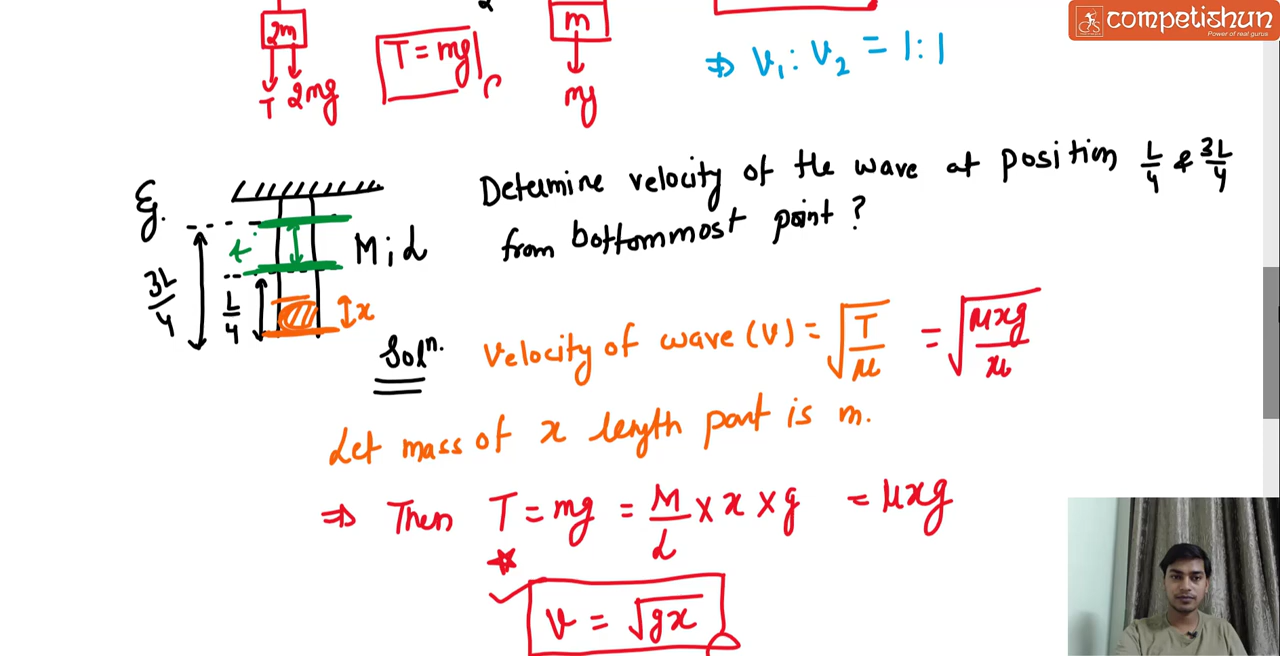 competishun
Power of real gurus
2m
T 2mg
T = mg
m
mg
⇒ V₁ : V₂ = 1 : 1
Eg.
Determine velocity of the wave at position L/4 & 3L/4
from bottommost point ?
M ; L
t
3L/4
L/4
x
Solⁿ.
Velocity of wave (v) = √(T/μ) = √(μxg/μ)
Let mass of x length part is m.
⇒ Then T = mg = M/L × x × g = μxg
v = √gx